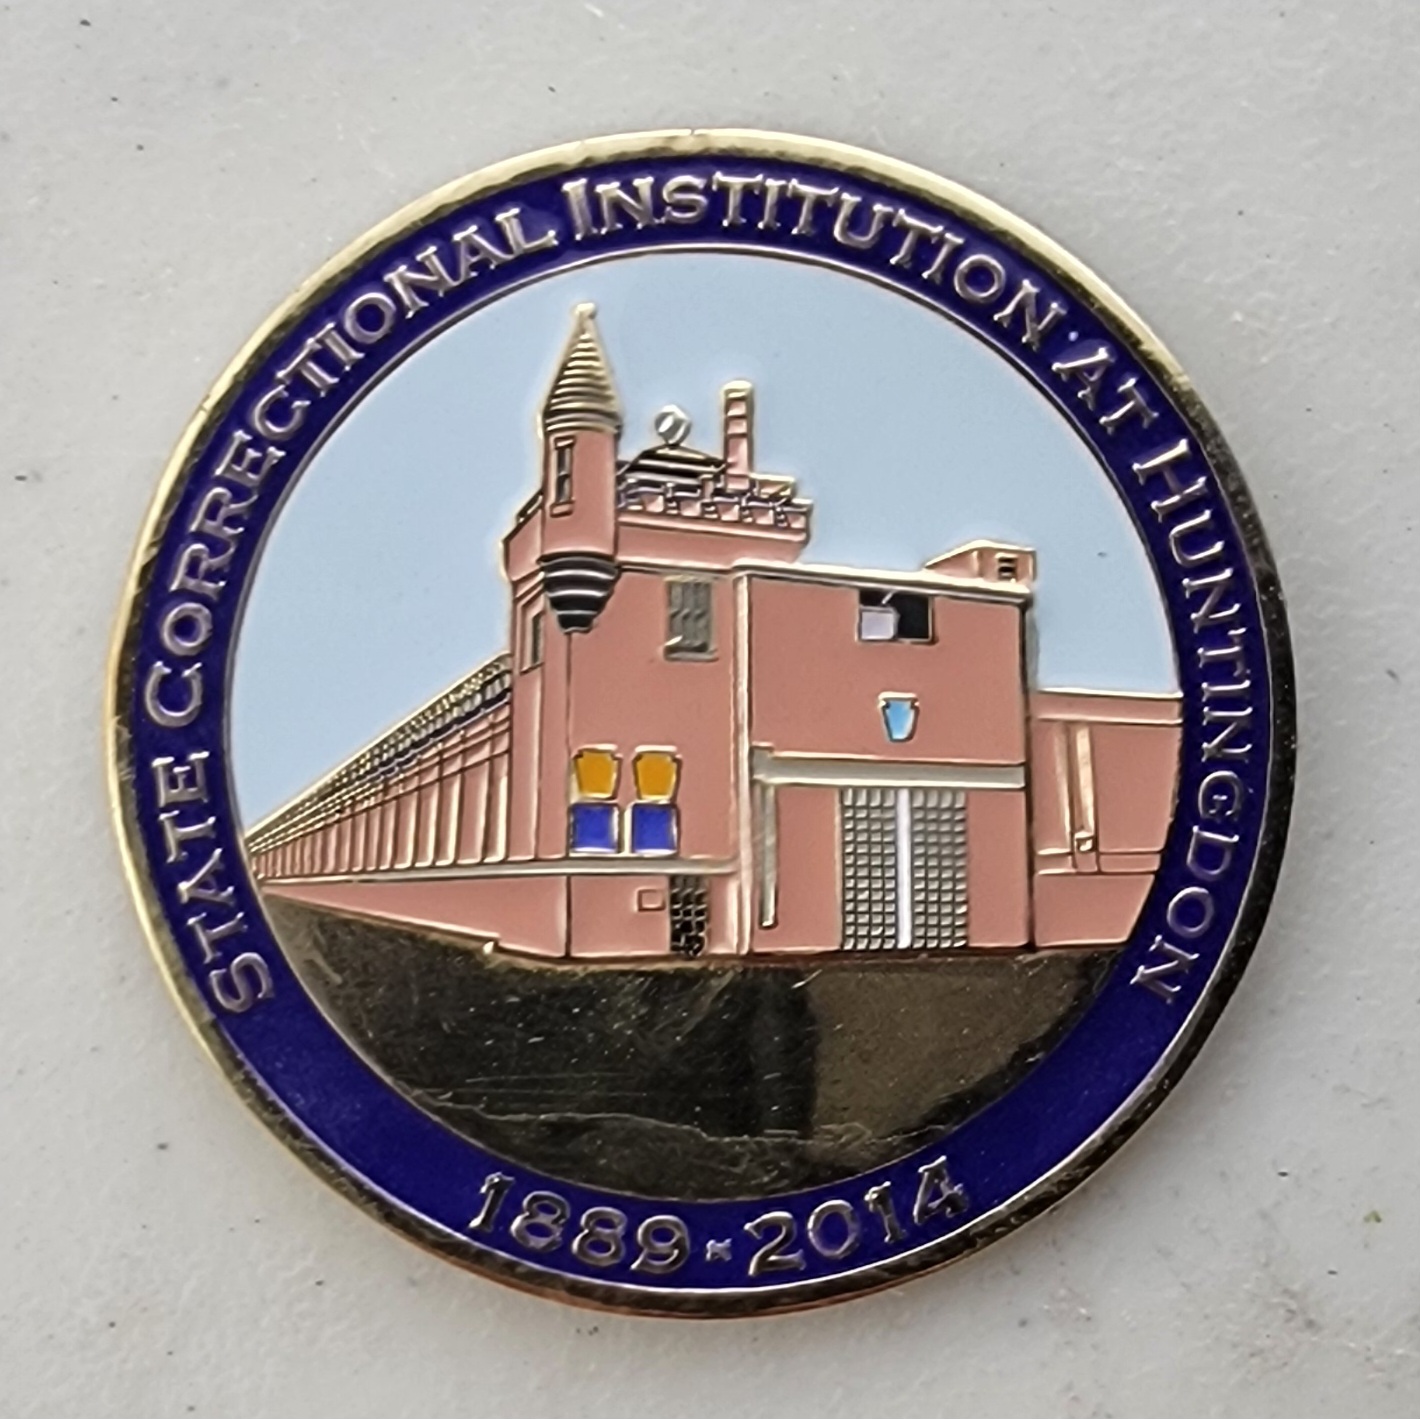 STATE CORRECTIONAL INSTITUTION AT HUNTINGDON
1889-2014